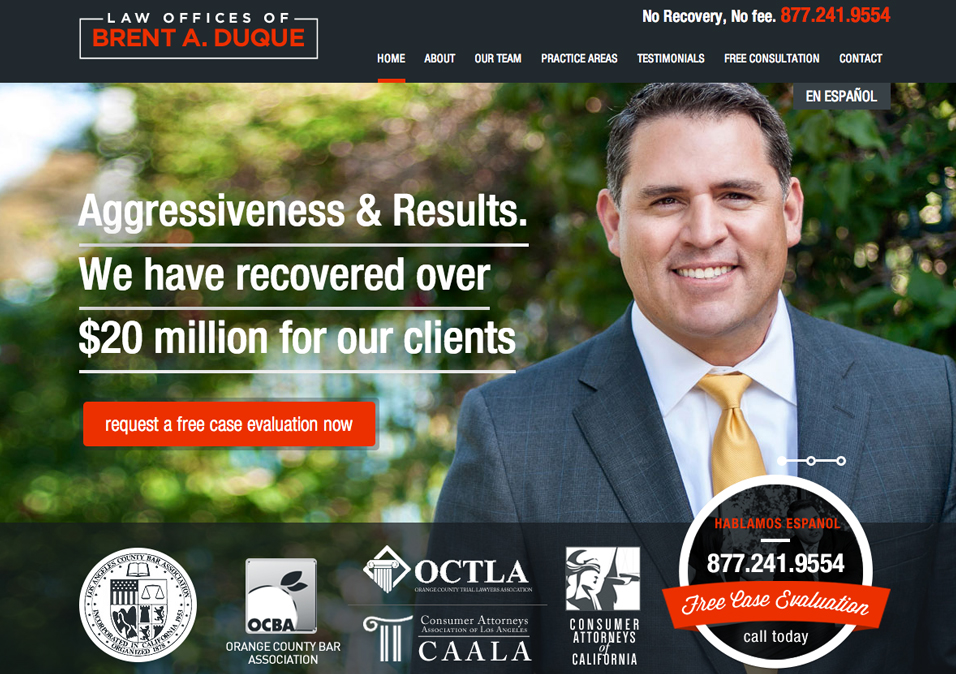 LAW OFFICES OF
BRENT A. DUQUE
No Recovery, No fee. 877.241.9554
HOME ABOUT OUR TEAM PRACTICE AREAS TESTIMONIALS FREE CONSULTATION CONTACT
EN ESPAÑOL
Aggressiveness & Results.
We have recovered over
$20 million for our clients
request a free case evaluation now
HABLAMOS ESPANOL
877.241.9554
Free Case Evaluation
call today
LOS ANGELES COUNTY BAR ASSOCIATION
INCORPORATED IN CALIFORNIA
ORGANIZED 1878
OCBA
ORANGE COUNTY BAR
ASSOCIATION
OCTLA
ORANGE COUNTY TRIAL LAWYERS ASSOCIATION
Consumer Attorneys
Association of Los Angeles
CAALA
CONSUMER
ATTORNEYS
of
CALIFORNIA